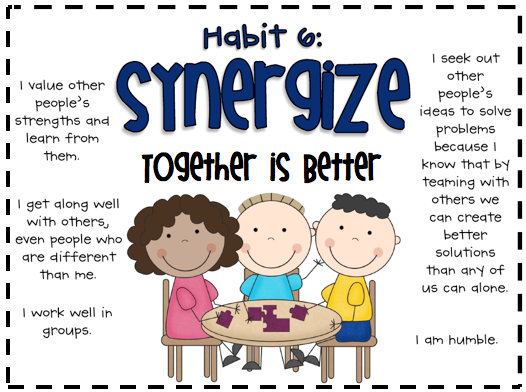 Habit 6:
Synergize
Together is Better
I value other
people's
strengths and
learn from
them.
I get along well
with others,
even people who
are different
than me.
I work well in
groups.
I seek out
other
people's
ideas to solve
problems
because I
know that by
teaming with
others we
can create
better
solutions
than any of
us can alone.
I am humble.